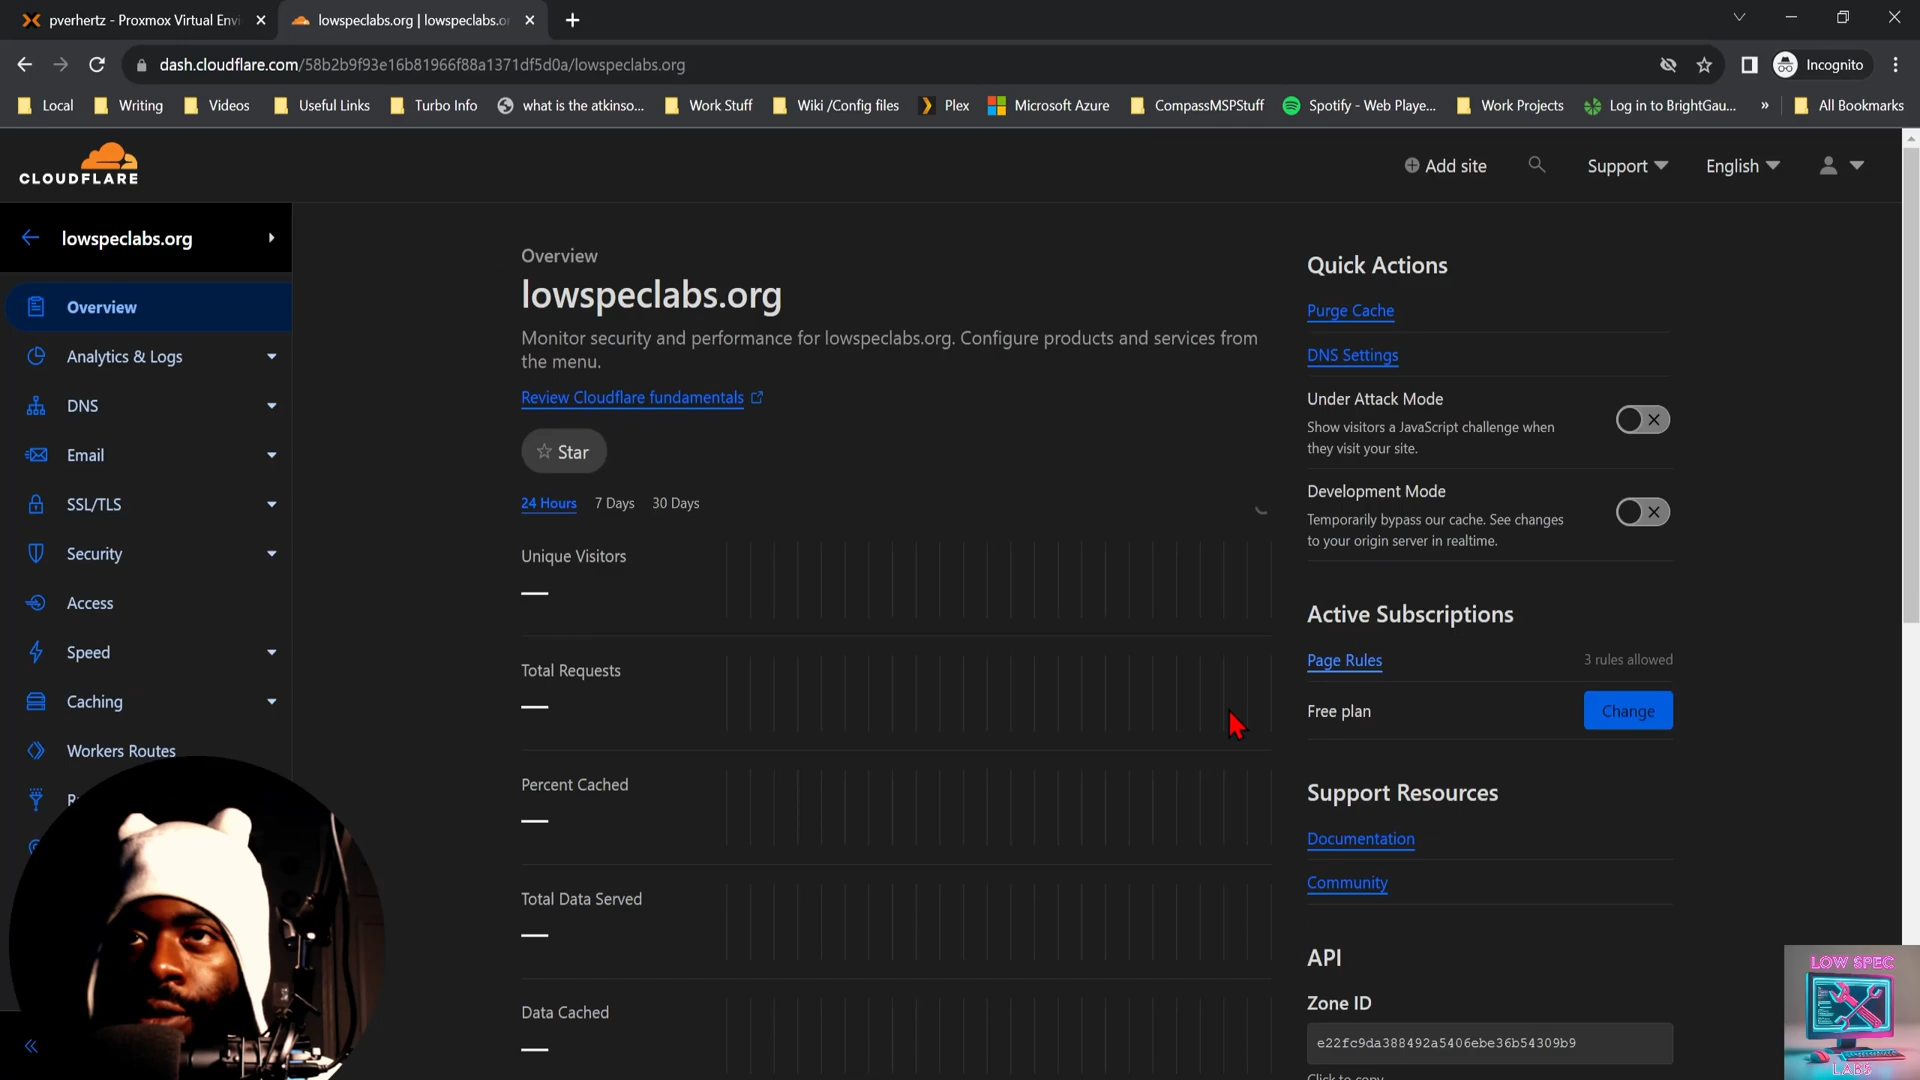 pverhertz - Proxmox Virtual Envi
lowspeclabs.org | lowspeclabs.or
dash.cloudflare.com/58b2b9f93e16b81966f88a1371df5d0a/lowspeclabs.org
Incognito
Local
Writing
Videos
Useful Links
Turbo Info
what is the atkinso...
Work Stuff
Wiki /Config files
Plex
Microsoft Azure
CompassMSPStuff
Spotify - Web Playe...
Work Projects
Log in to BrightGau...
»
All Bookmarks
CLOUDFLARE
Add site
Support
English
lowspeclabs.org
Overview
Analytics & Logs
DNS
Email
SSL/TLS
Security
Access
Speed
Caching
Workers Routes
Overview
lowspeclabs.org
Monitor security and performance for lowspeclabs.org. Configure products and services from
the menu.
Review Cloudflare fundamentals
Star
24 Hours 7 Days 30 Days
Unique Visitors
—
Total Requests
—
Percent Cached
—
Total Data Served
—
Data Cached
—
Quick Actions
Purge Cache
DNS Settings
Under Attack Mode
Show visitors a JavaScript challenge when
they visit your site.
Development Mode
Temporarily bypass our cache. See changes
to your origin server in realtime.
Active Subscriptions
Page Rules
3 rules allowed
Free plan
Change
Support Resources
Documentation
Community
API
Zone ID
e22fc9da388492a5406ebe36b54309b9
Click to copy
LOW SPEC
LABS